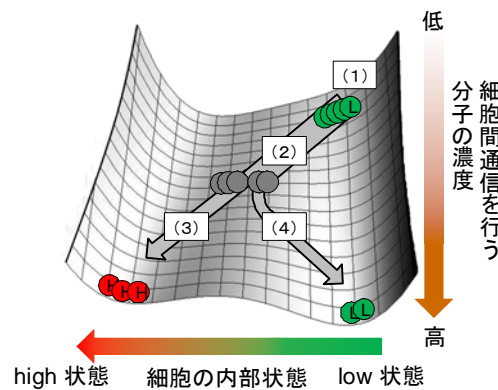 低
(1)
L
(2)
細胞間通信を行う
分子の濃度
(3)
(4)
H H H
L L
高
high 状態 細胞の内部状態 low 状態